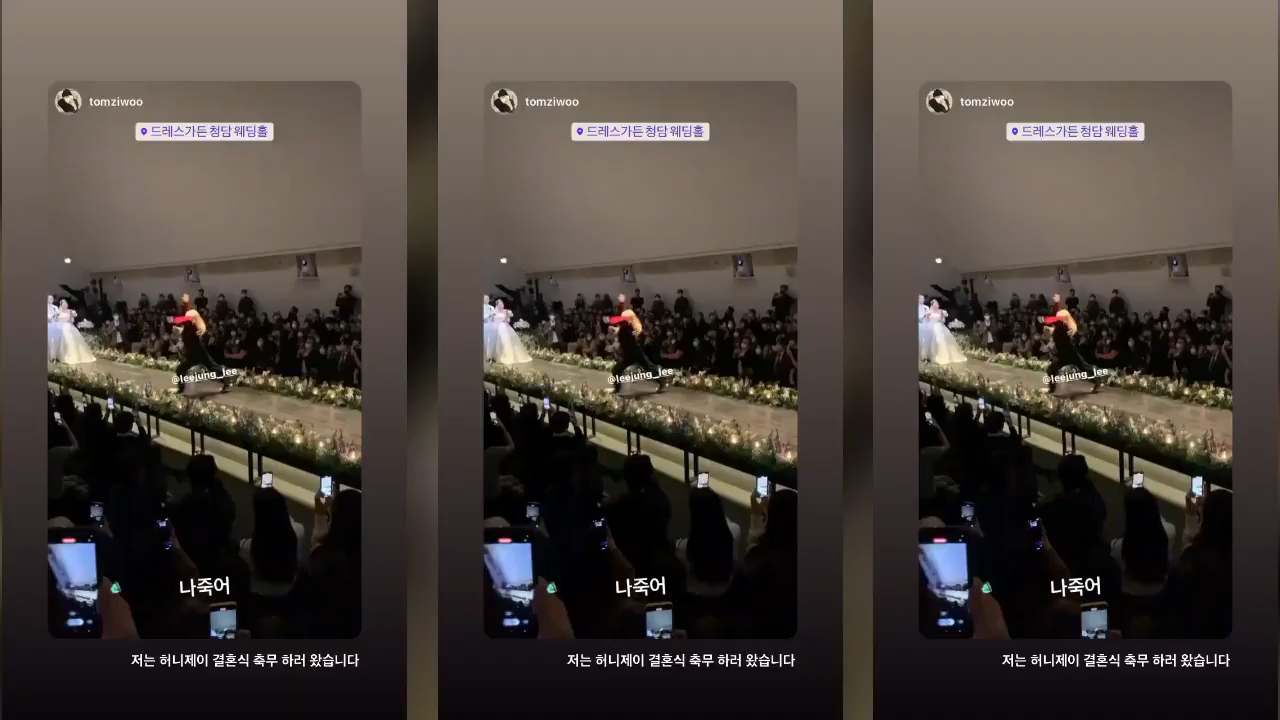 tomziwoo
드레스가든 청담 웨딩홀
@leejung_lee
나죽어
저는 허니제이 결혼식 축무 하러 왔습니다
tomziwoo
드레스가든 청담 웨딩홀
@leejung_lee
나죽어
저는 허니제이 결혼식 축무 하러 왔습니다
tomziwoo
드레스가든 청담 웨딩홀
@leejung_lee
나죽어
저는 허니제이 결혼식 축무 하러 왔습니다